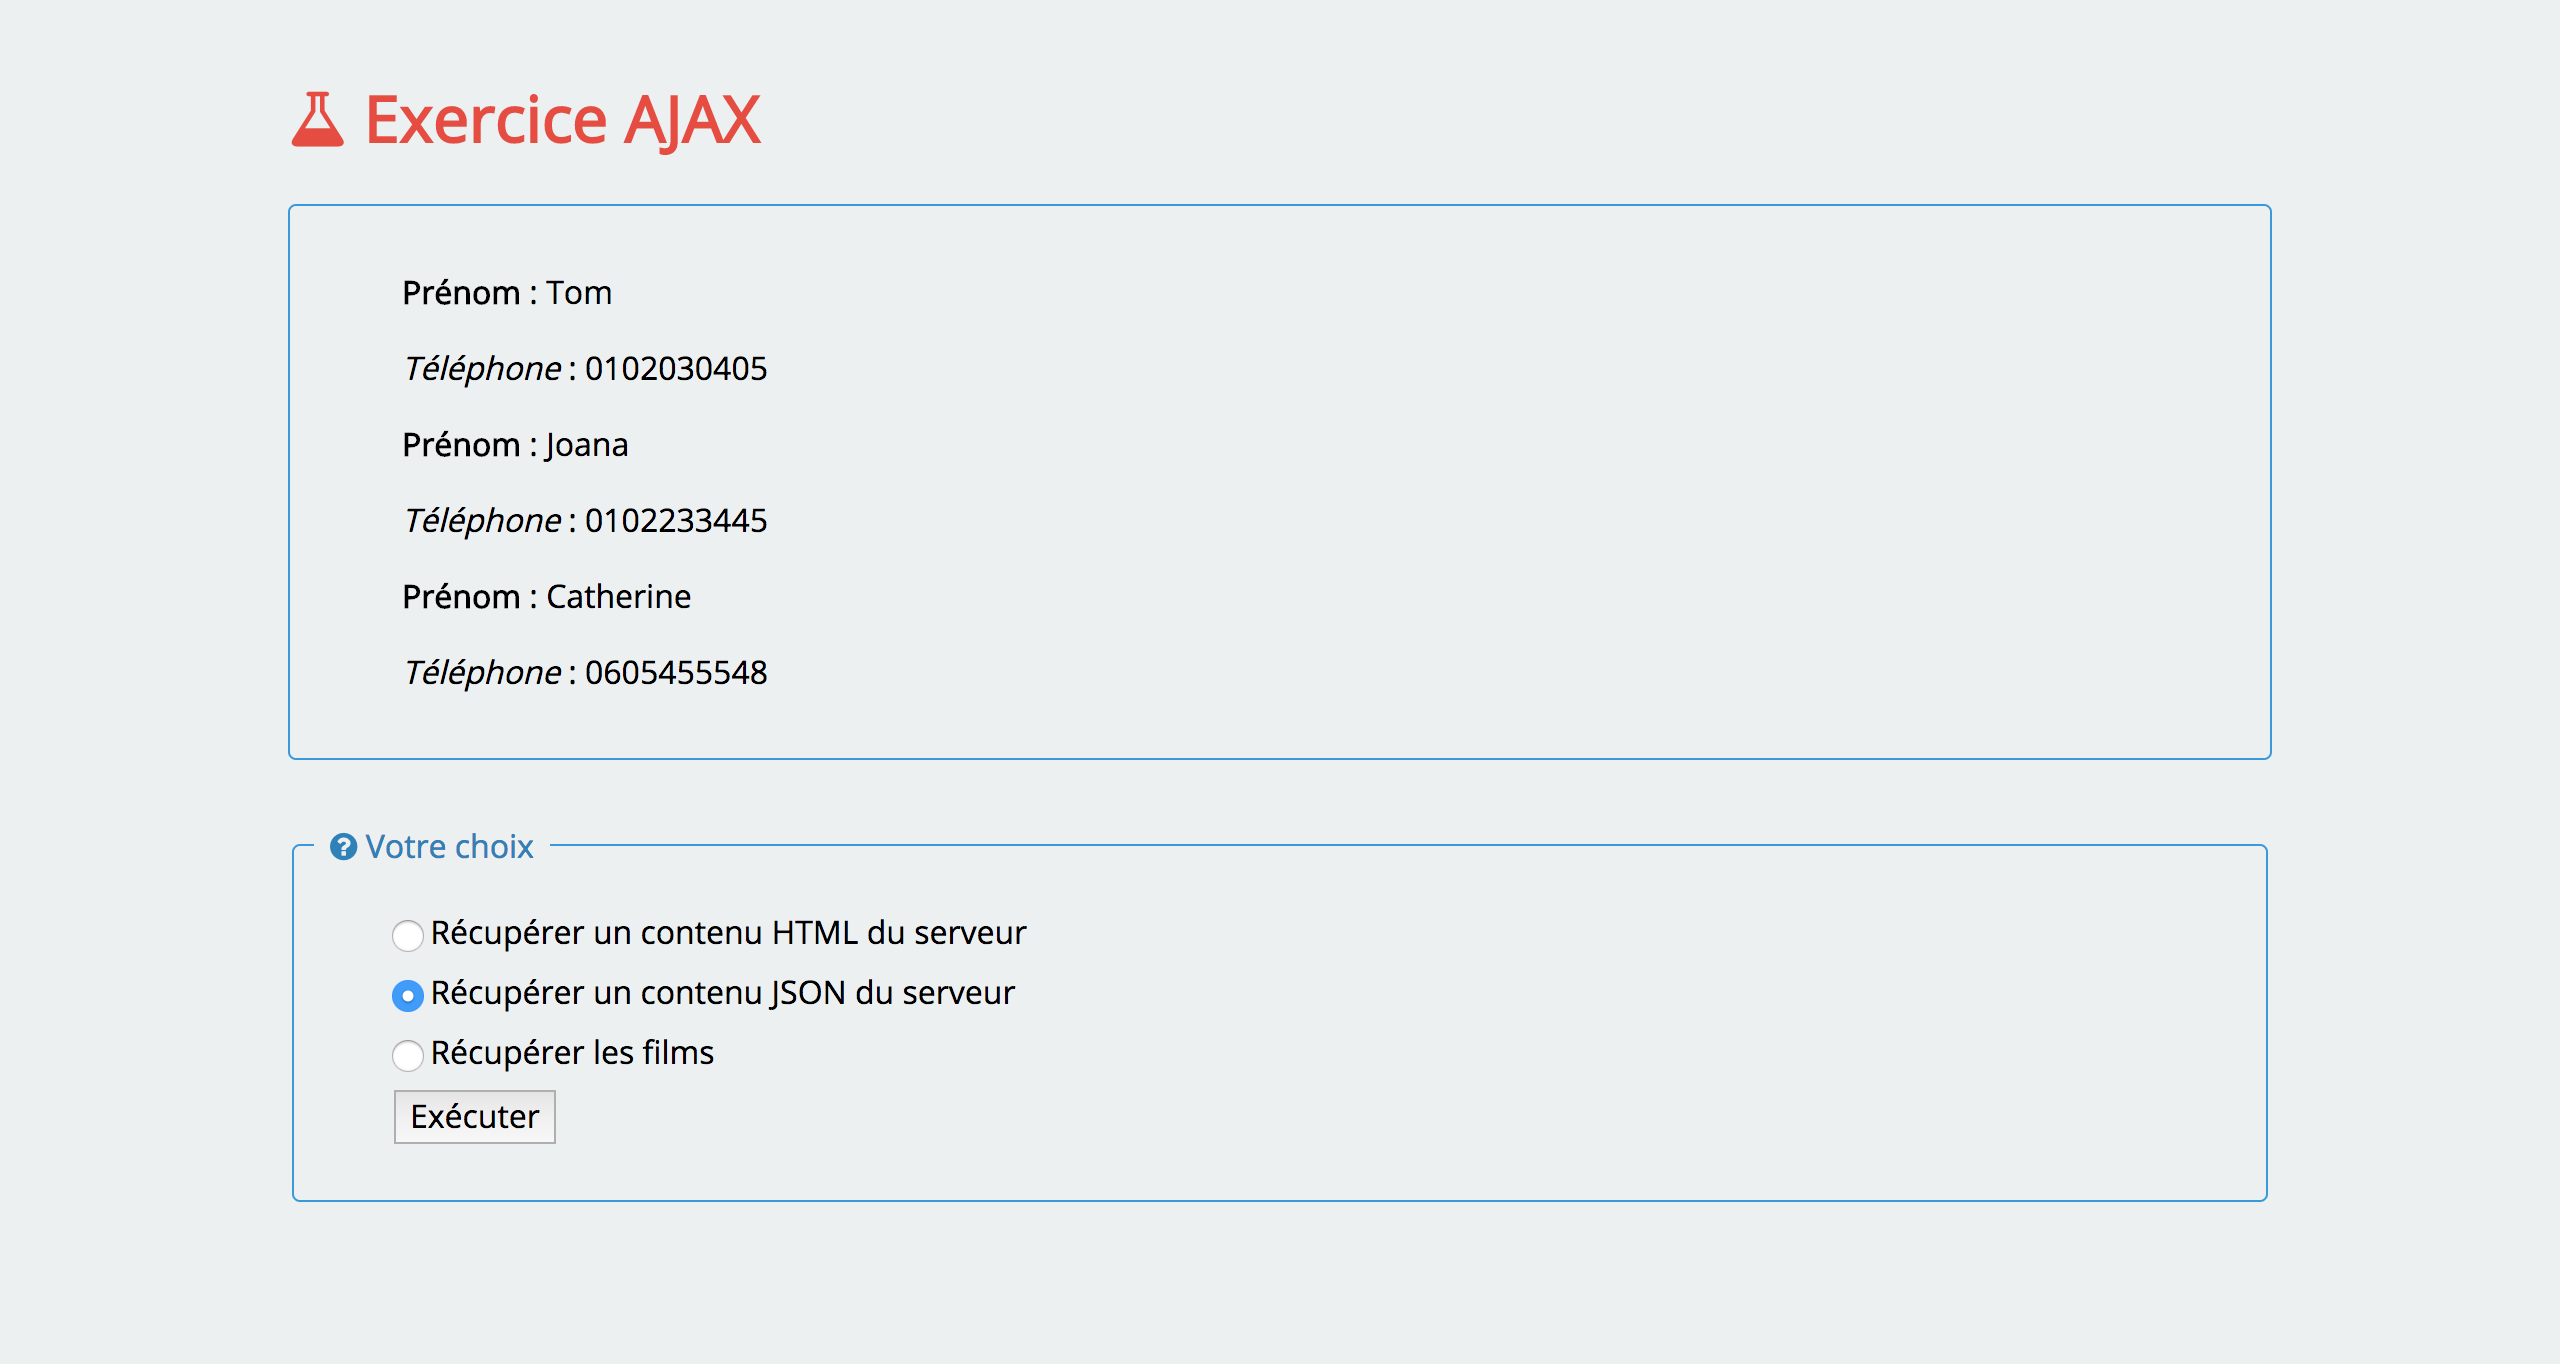 Exercice AJAX
Prénom : Tom
Téléphone : 0102030405
Prénom : Joana
Téléphone : 0102233445
Prénom : Catherine
Téléphone : 0605455548
Votre choix
Récupérer un contenu HTML du serveur
Récupérer un contenu JSON du serveur
Récupérer les films
Exécuter